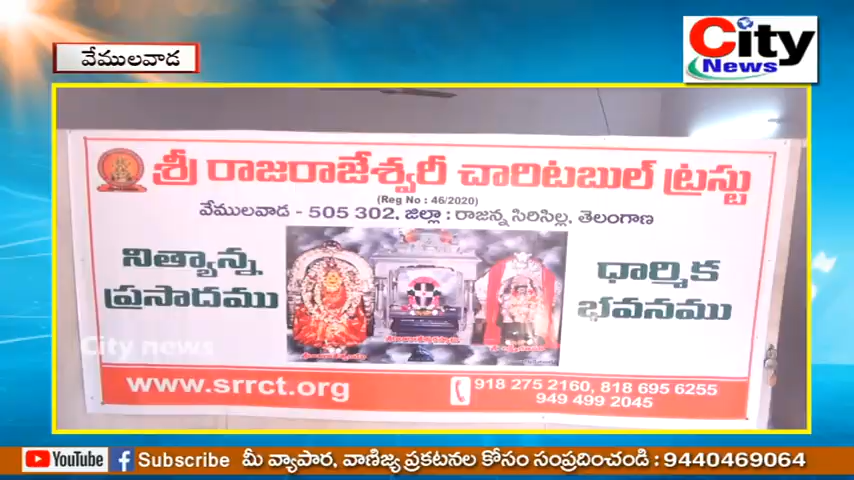 వేములవాడ
City
News
శ్రీ రాజరాజేశ్వరీ చారిటబుల్ ట్రస్టు
(Reg No : 46/2020)
వేములవాడ - 505 302, జిల్లా : రాజన్న సిరిసిల్ల, తెలంగాణ
నిత్యాన్న
ప్రసాదము
ధార్మిక
భవనము
City news
www.srrct.org
918 275 2160, 818 695 6255
949 499 2045
YouTube f Subscribe మీ వ్యాపార, వాణిజ్య ప్రకటనల కోసం సంప్రదించండి : 9440469064